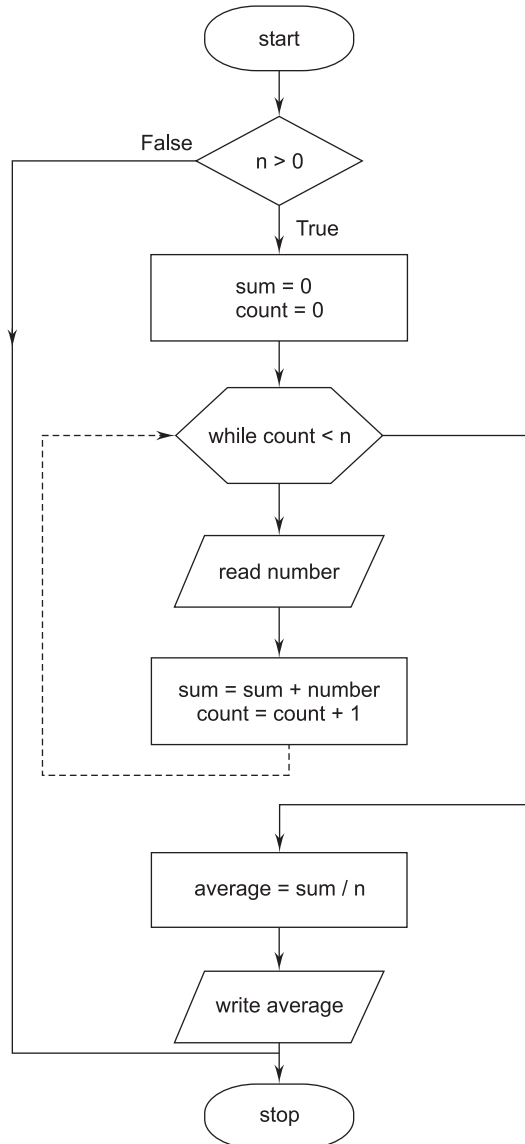 start
False
n > 0
True
sum = 0
count = 0
while count < n
read number
sum = sum + number
count = count + 1
average = sum / n
write average
stop